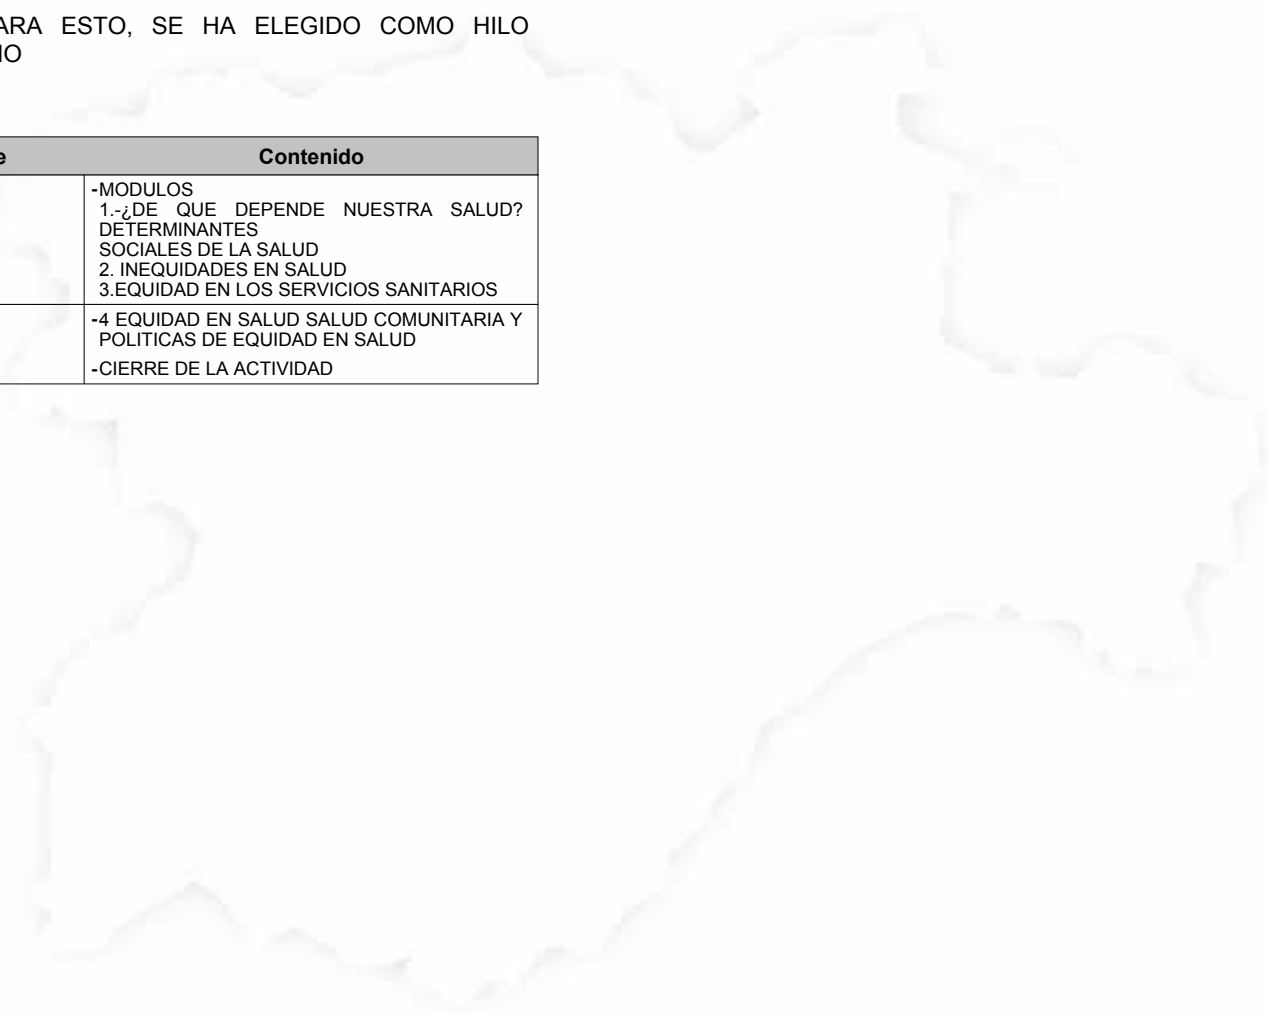 ARA ESTO, SE HA ELEGIDO COMO HILO
Contenido
-MODULOS
1.-¿DE QUE DEPENDE NUESTRA SALUD?
DETERMINANTES
SOCIALES DE LA SALUD
2. INEQUIDADES EN SALUD
3.EQUIDAD EN LOS SERVICIOS SANITARIOS
-4 EQUIDAD EN SALUD SALUD COMUNITARIA Y
POLITICAS DE EQUIDAD EN SALUD
-CIERRE DE LA ACTIVIDAD